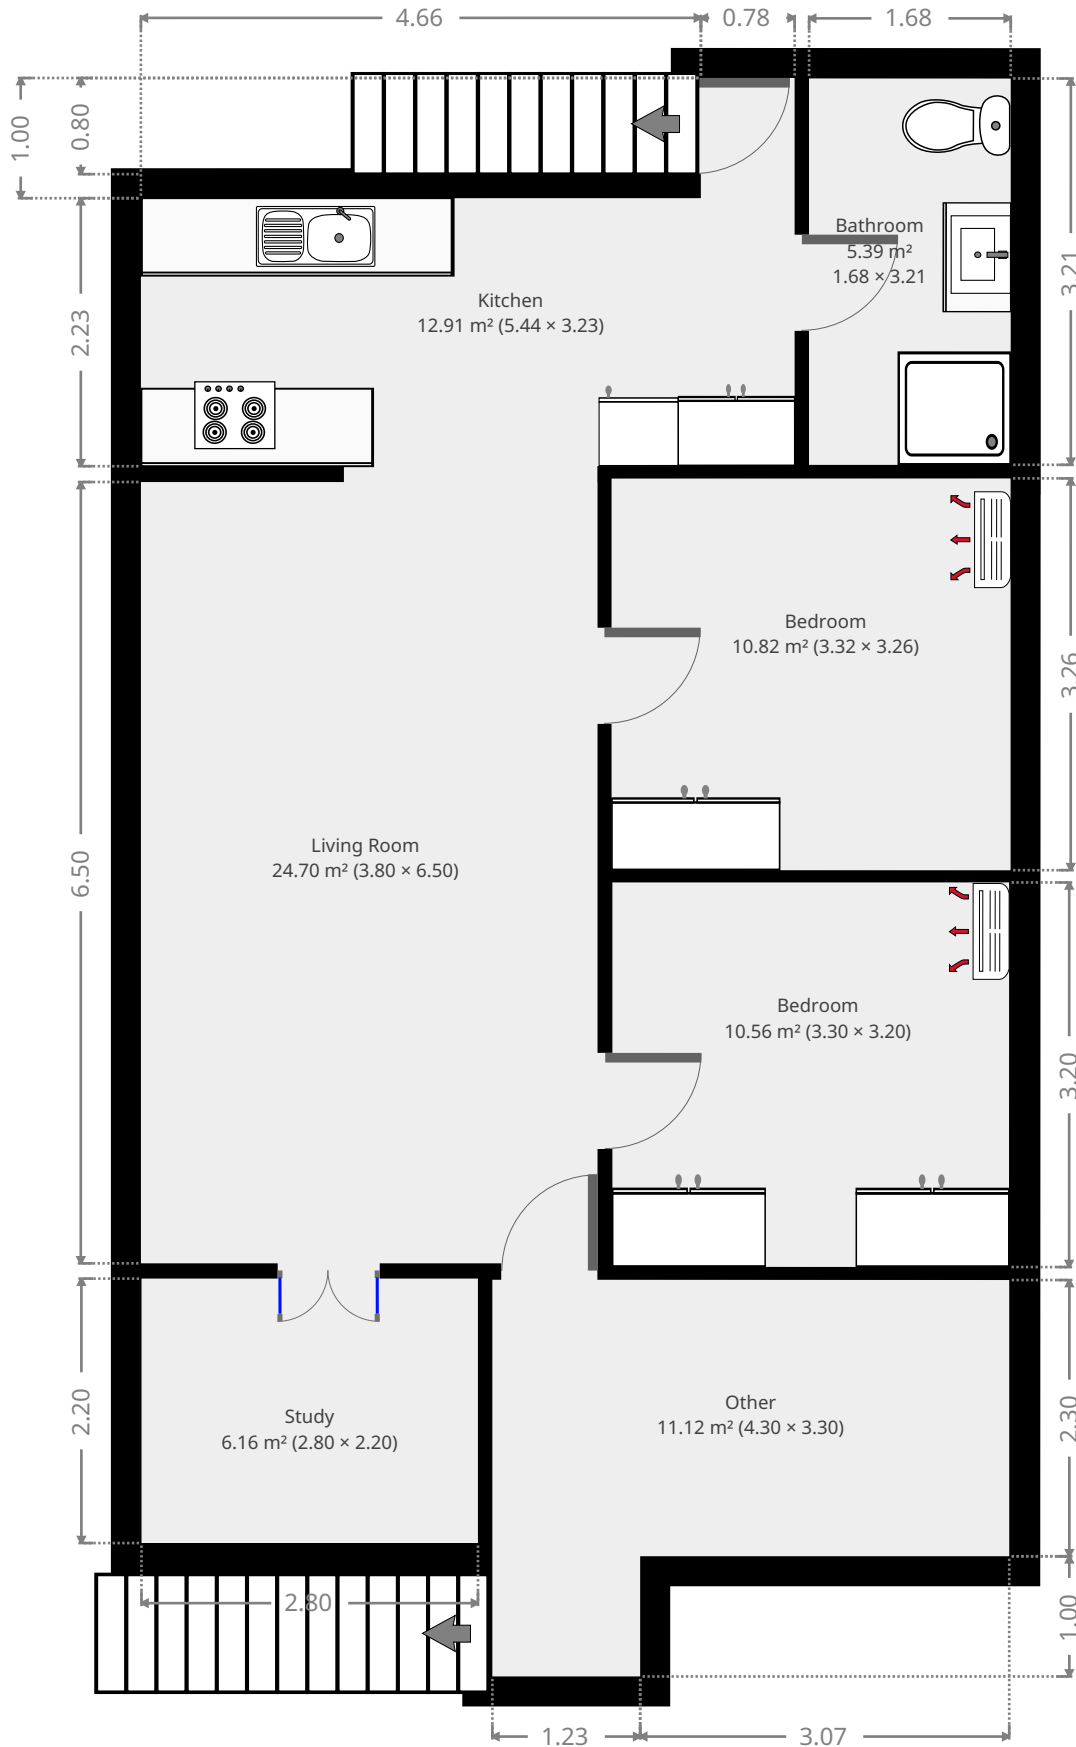 4.66
0.78
1.68
1.00
0.80
3.21
Bathroom
5.39 m²
1.68 × 3.21
Kitchen
12.91 m² (5.44 × 3.23)
2.23
Bedroom
10.82 m² (3.32 × 3.26)
3.26
Living Room
24.70 m² (3.80 × 6.50)
6.50
Bedroom
10.56 m² (3.30 × 3.20)
3.20
Other
11.12 m² (4.30 × 3.30)
2.30
Study
6.16 m² (2.80 × 2.20)
2.20
2.80
1.00
1.23
3.07